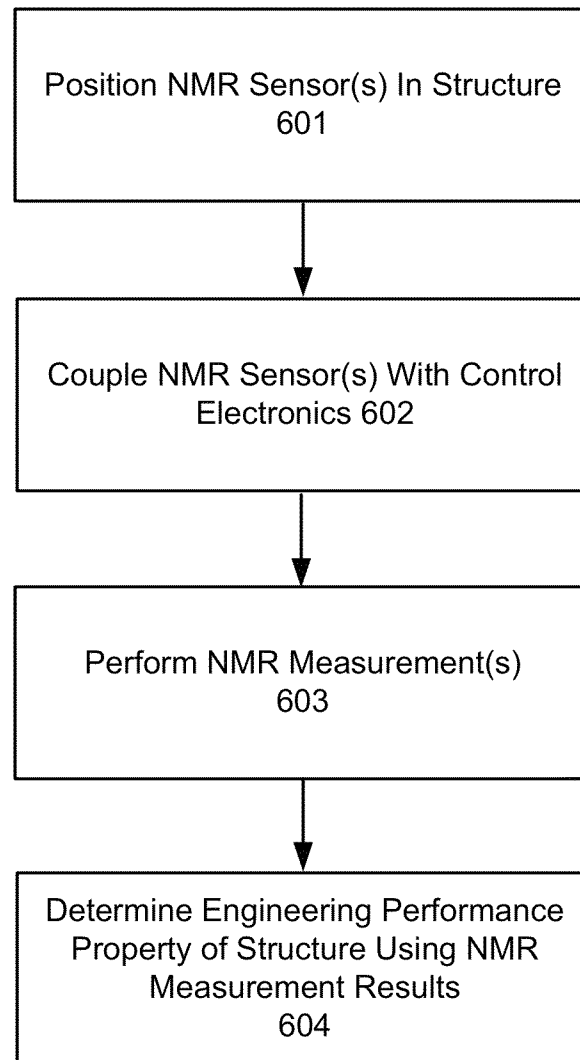 Position NMR Sensor(s) In Structure
601
Couple NMR Sensor(s) With Control
Electronics 602
Perform NMR Measurement(s)
603
Determine Engineering Performance
Property of Structure Using NMR
Measurement Results
604